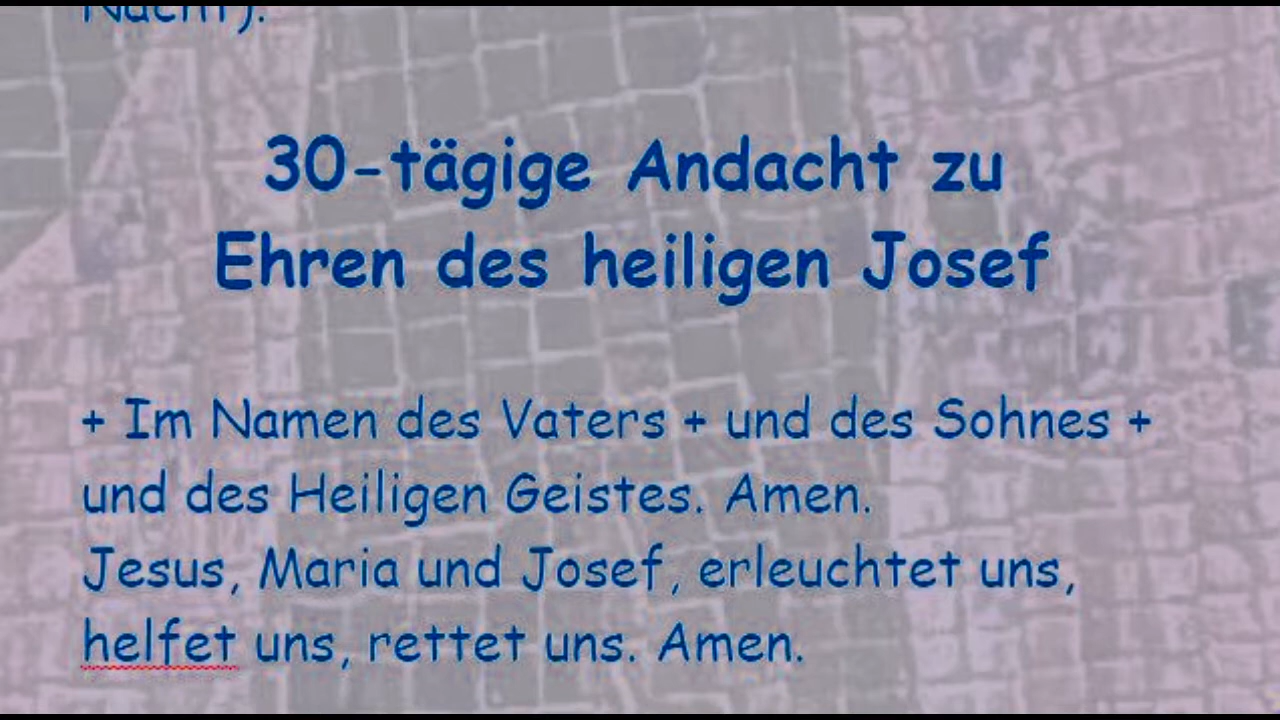 Nacht).
30-tägige Andacht zu
Ehren des heiligen Josef
+ Im Namen des Vaters + und des Sohnes +
und des Heiligen Geistes. Amen.
Jesus, Maria und Josef, erleuchtet uns,
helfet uns, rettet uns. Amen.